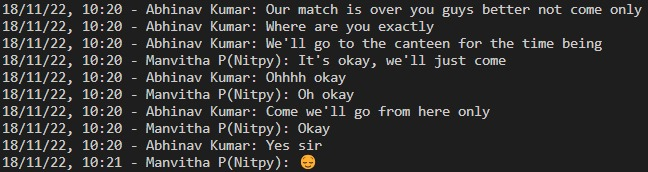 18/11/22, 10:20 - Abhinav Kumar: Our match is over you guys better not come only
18/11/22, 10:20 - Abhinav Kumar: Where are you exactly
18/11/22, 10:20 - Abhinav Kumar: We'll go to the canteen for the time being
18/11/22, 10:20 - Manvitha P(Nitpy): It's okay, we'll just come
18/11/22, 10:20 - Abhinav Kumar: Ohhhh okay
18/11/22, 10:20 - Manvitha P(Nitpy): Oh okay
18/11/22, 10:20 - Abhinav Kumar: Come we'll go from here only
18/11/22, 10:20 - Manvitha P(Nitpy): Okay
18/11/22, 10:20 - Abhinav Kumar: Yes sir
18/11/22, 10:21 - Manvitha P(Nitpy): 😌